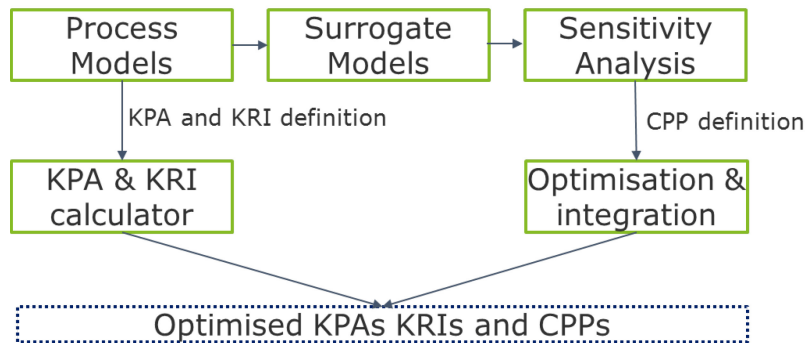 Process
Models
Surrogate
Models
Sensitivity
Analysis
KPA and KRI definition
CPP definition
KPA & KRI
calculator
Optimisation &
integration
Optimised KPAs KRIs and CPPs